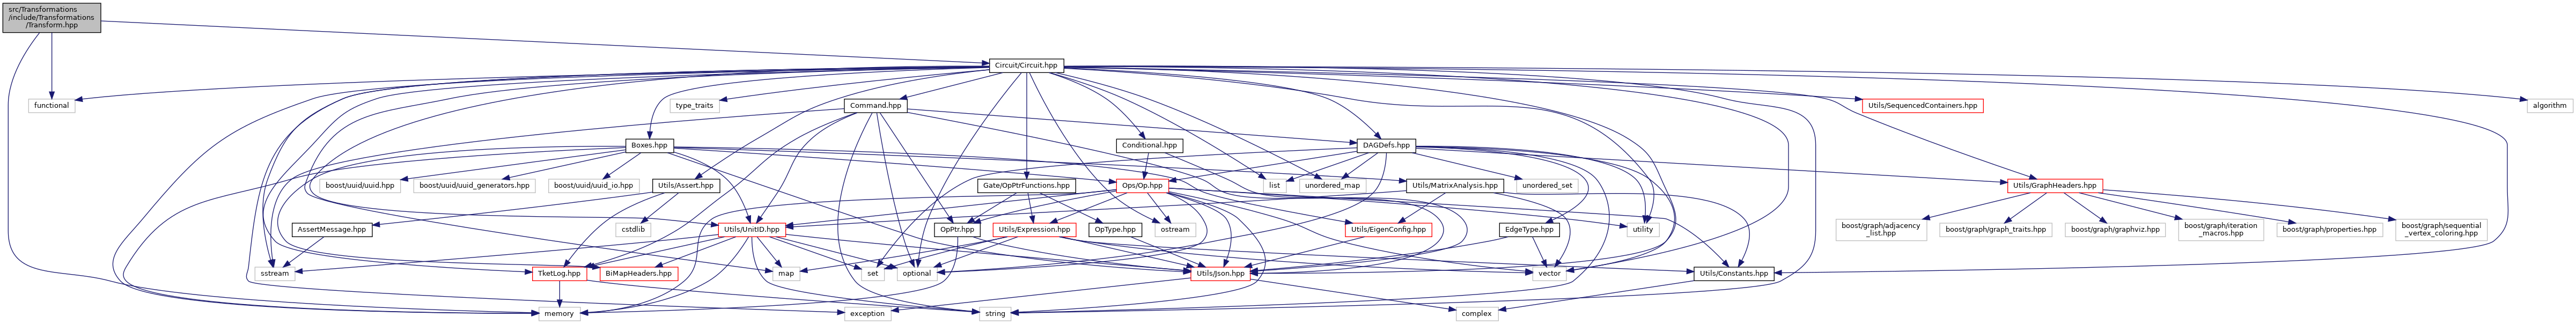 src/Transformations
/include/Transformations
/Transform.hpp
Circuit/Circuit.hpp
functional
type_traits
Command.hpp
Utils/SequencedContainers.hpp
algorithm
Boxes.hpp
Conditional.hpp
DAGDefs.hpp
boost/uuid/uuid.hpp
boost/uuid/uuid_generators.hpp
boost/uuid/uuid_io.hpp
Utils/Assert.hpp
Gate/OpPtrFunctions.hpp
Ops/Op.hpp
list
unordered_map
Utils/MatrixAnalysis.hpp
unordered_set
Utils/GraphHeaders.hpp
AssertMessage.hpp
cstdlib
Utils/UnitID.hpp
OpPtr.hpp
Utils/Expression.hpp
OpType.hpp
ostream
Utils/EigenConfig.hpp
EdgeType.hpp
utility
boost/graph/adjacency
_list.hpp
boost/graph/graph_traits.hpp
boost/graph/graphviz.hpp
boost/graph/iteration
_macros.hpp
boost/graph/properties.hpp
boost/graph/sequential
_vertex_coloring.hpp
sstream
TketLog.hpp
BiMapHeaders.hpp
map
set
optional
Utils/Json.hpp
vector
Utils/Constants.hpp
memory
exception
string
complex